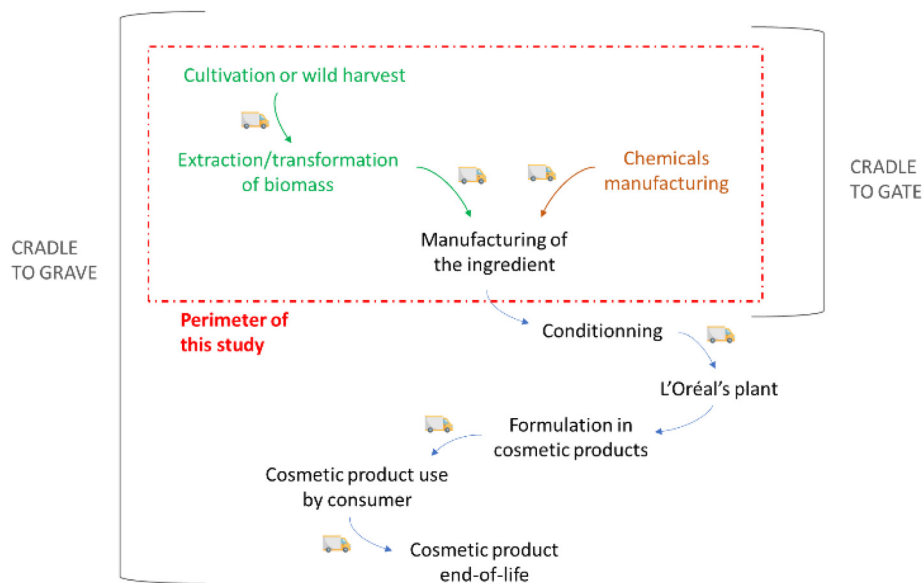 Cultivation or wild harvest
Extraction/transformation
of biomass
Chemicals
manufacturing
CRADLE
TO GATE
Manufacturing of
the ingredient
CRADLE
TO GRAVE
Perimeter of
this study
Conditionning
L’Oréal’s plant
Formulation in
cosmetic products
Cosmetic product use
by consumer
Cosmetic product
end-of-life